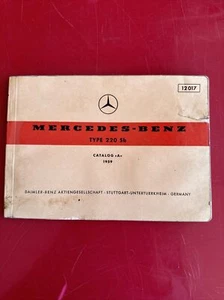 12017
MERCEDES-BENZ
TYPE 220 Sb
CATALOG «A»
1959
DAIMLER-BENZ AKTIENGESELLSCHAFT · STUTTGART-UNTERTÜRKHEIM · GERMANY